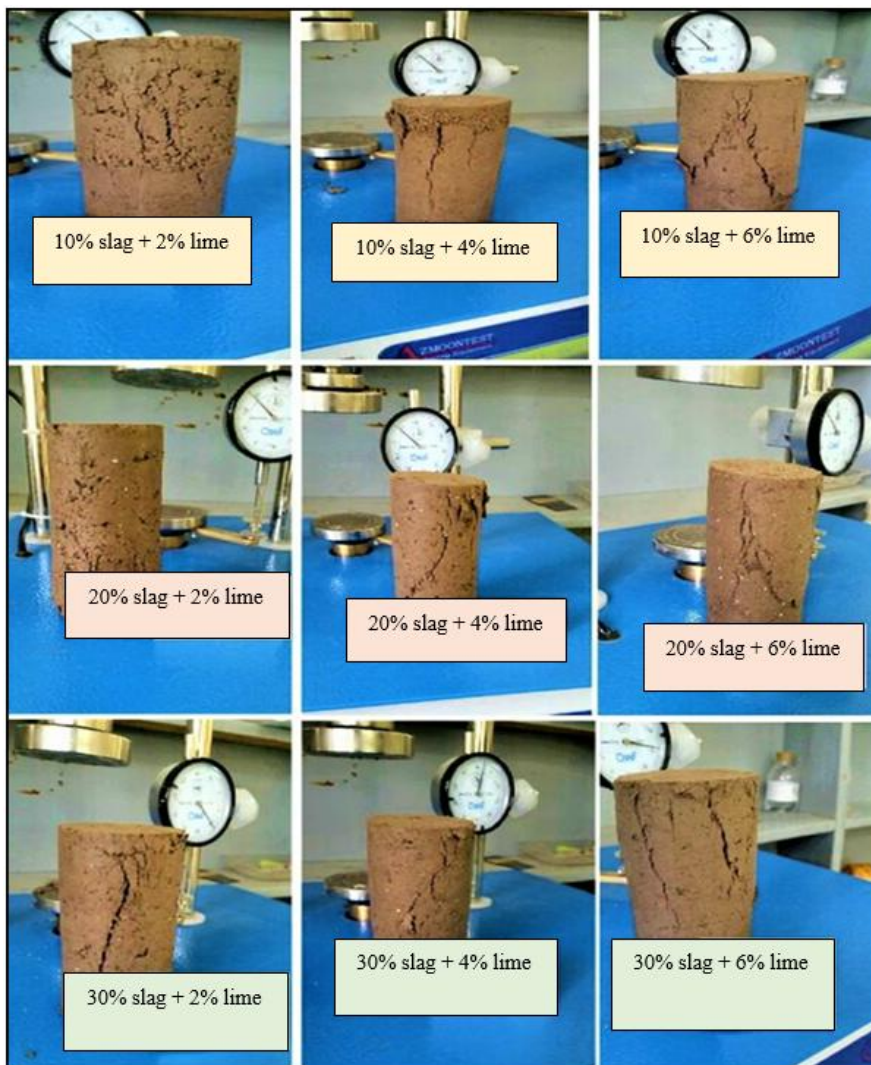 10% slag + 2% lime
10% slag + 4% lime
10% slag + 6% lime
ZMOONTEST
20% slag + 2% lime
20% slag + 4% lime
20% slag + 6% lime
30% slag + 2% lime
30% slag + 4% lime
30% slag + 6% lime